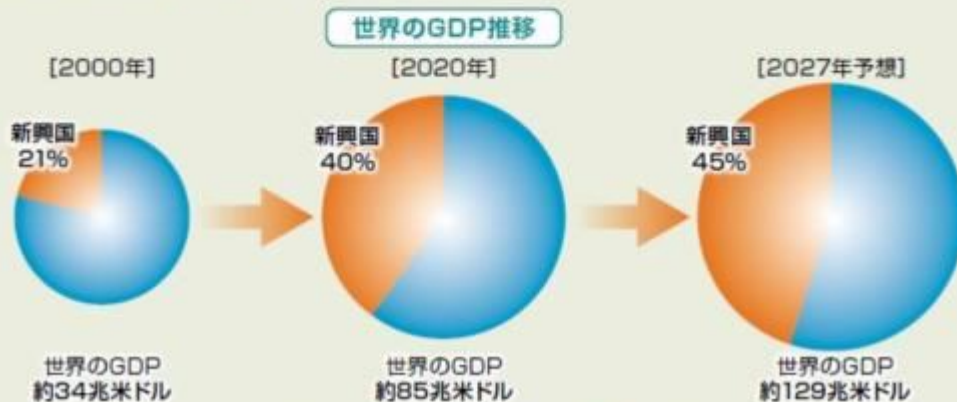 世界のGDP推移
[2000年]
新興国
21%
世界のGDP
約34兆米ドル
[2020年]
新興国
40%
世界のGDP
約85兆米ドル
[2027年予想]
新興国
45%
世界のGDP
約129兆米ドル